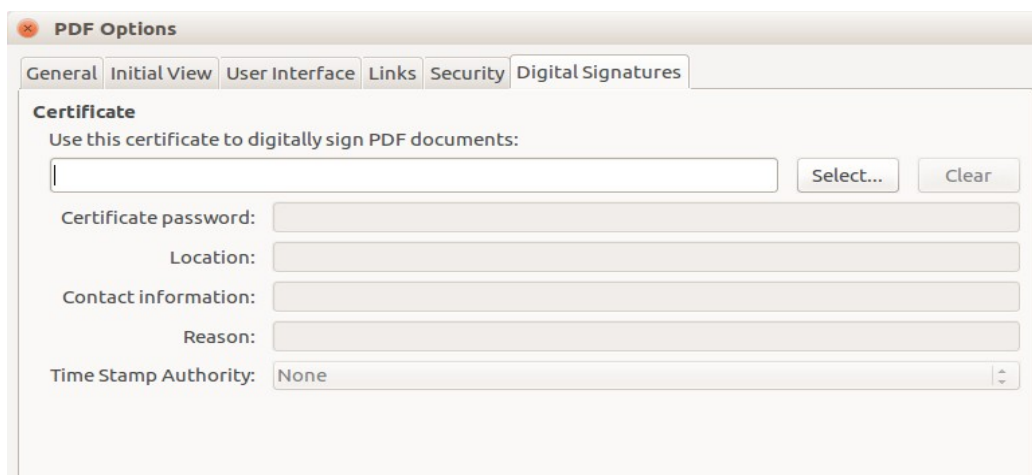 PDF Options
General Initial View User Interface Links Security Digital Signatures
Certificate
Use this certificate to digitally sign PDF documents:
Select... Clear
Certificate password:
Location:
Contact information:
Reason:
Time Stamp Authority: None